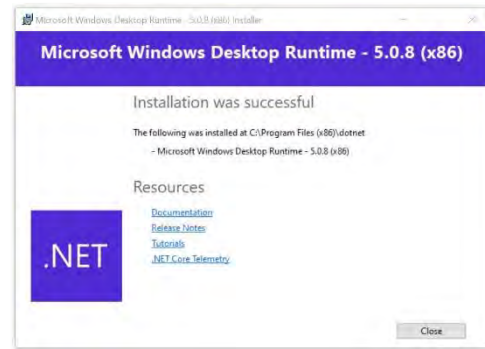 Microsoft Windows Desktop Runtime - 5.0.8 (x86) Installer
Microsoft Windows Desktop Runtime - 5.0.8 (x86)
Installation was successful
The following was installed at C:\Program Files (x86)\dotnet
- Microsoft Windows Desktop Runtime - 5.0.8 (x86)
Resources
Documentation
Release Notes
Tutorials
.NET Core Telemetry
.NET
Close